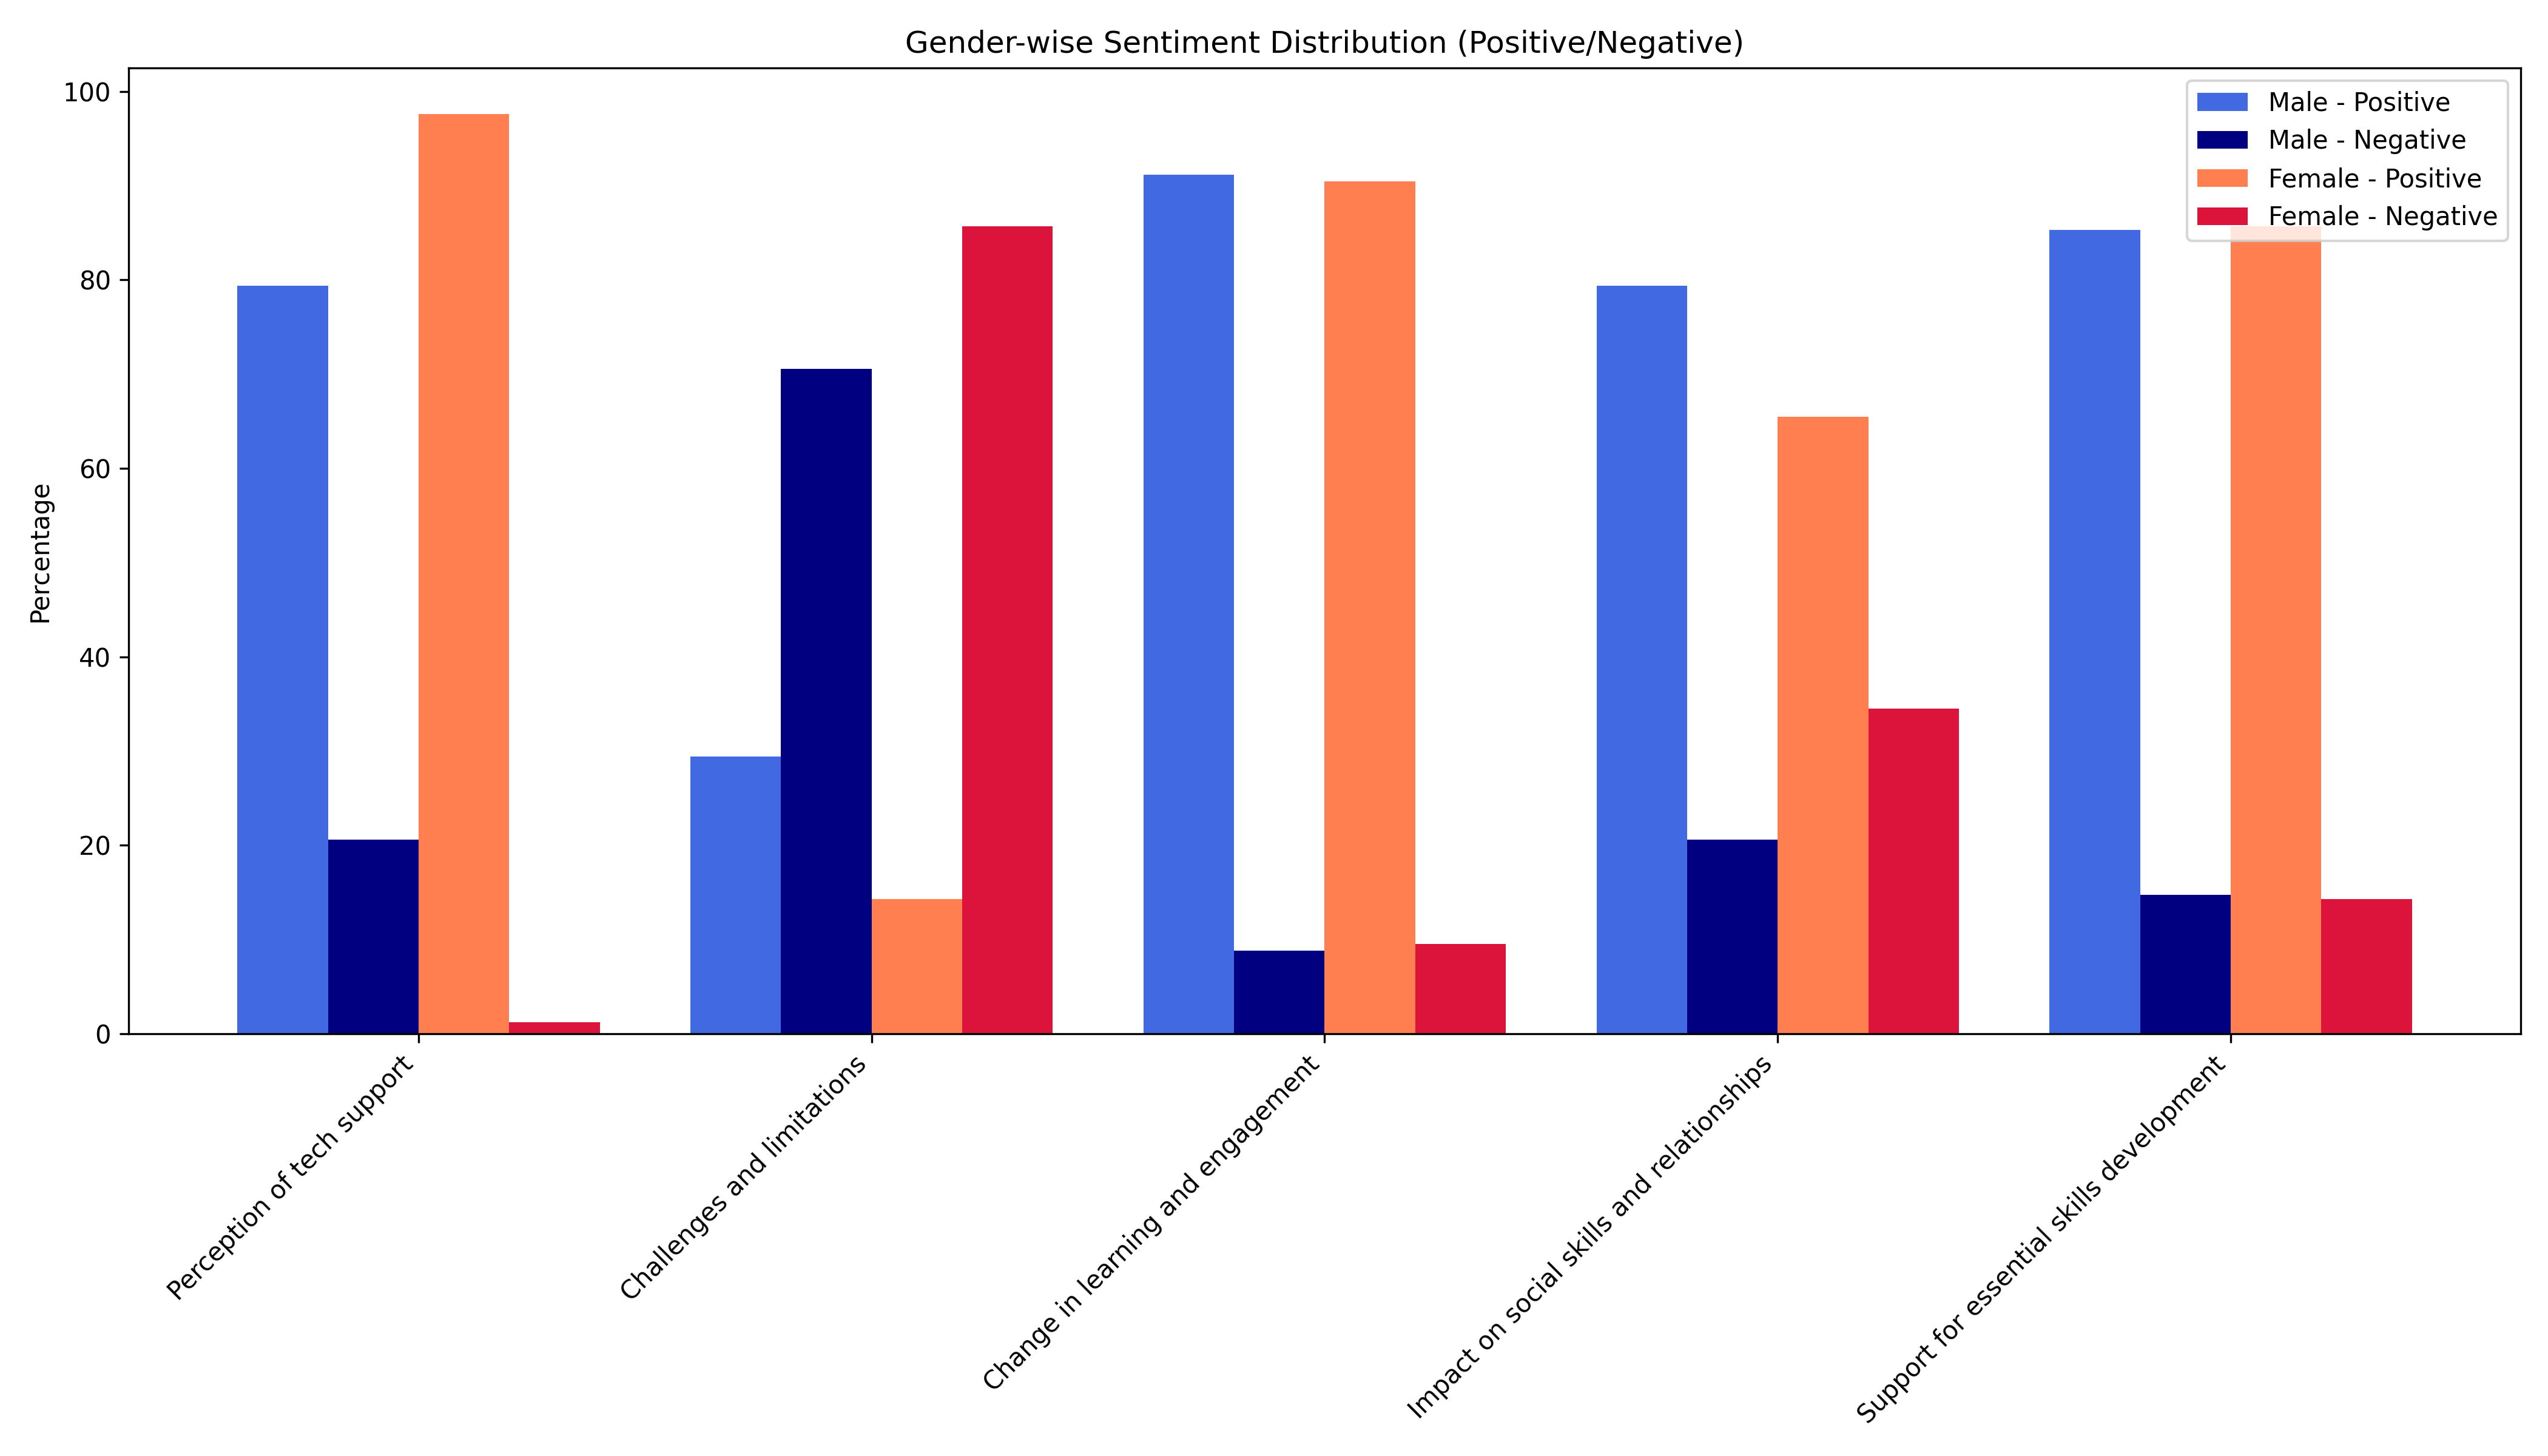 Gender-wise Sentiment Distribution (Positive/Negative)
100
80
60
40
20
0
Percentage
Male - Positive
Male - Negative
Female - Positive
Female - Negative
Perception of tech support
Challenges and limitations
Change in learning and engagement
Impact on social skills and relationships
Support for essential skills development